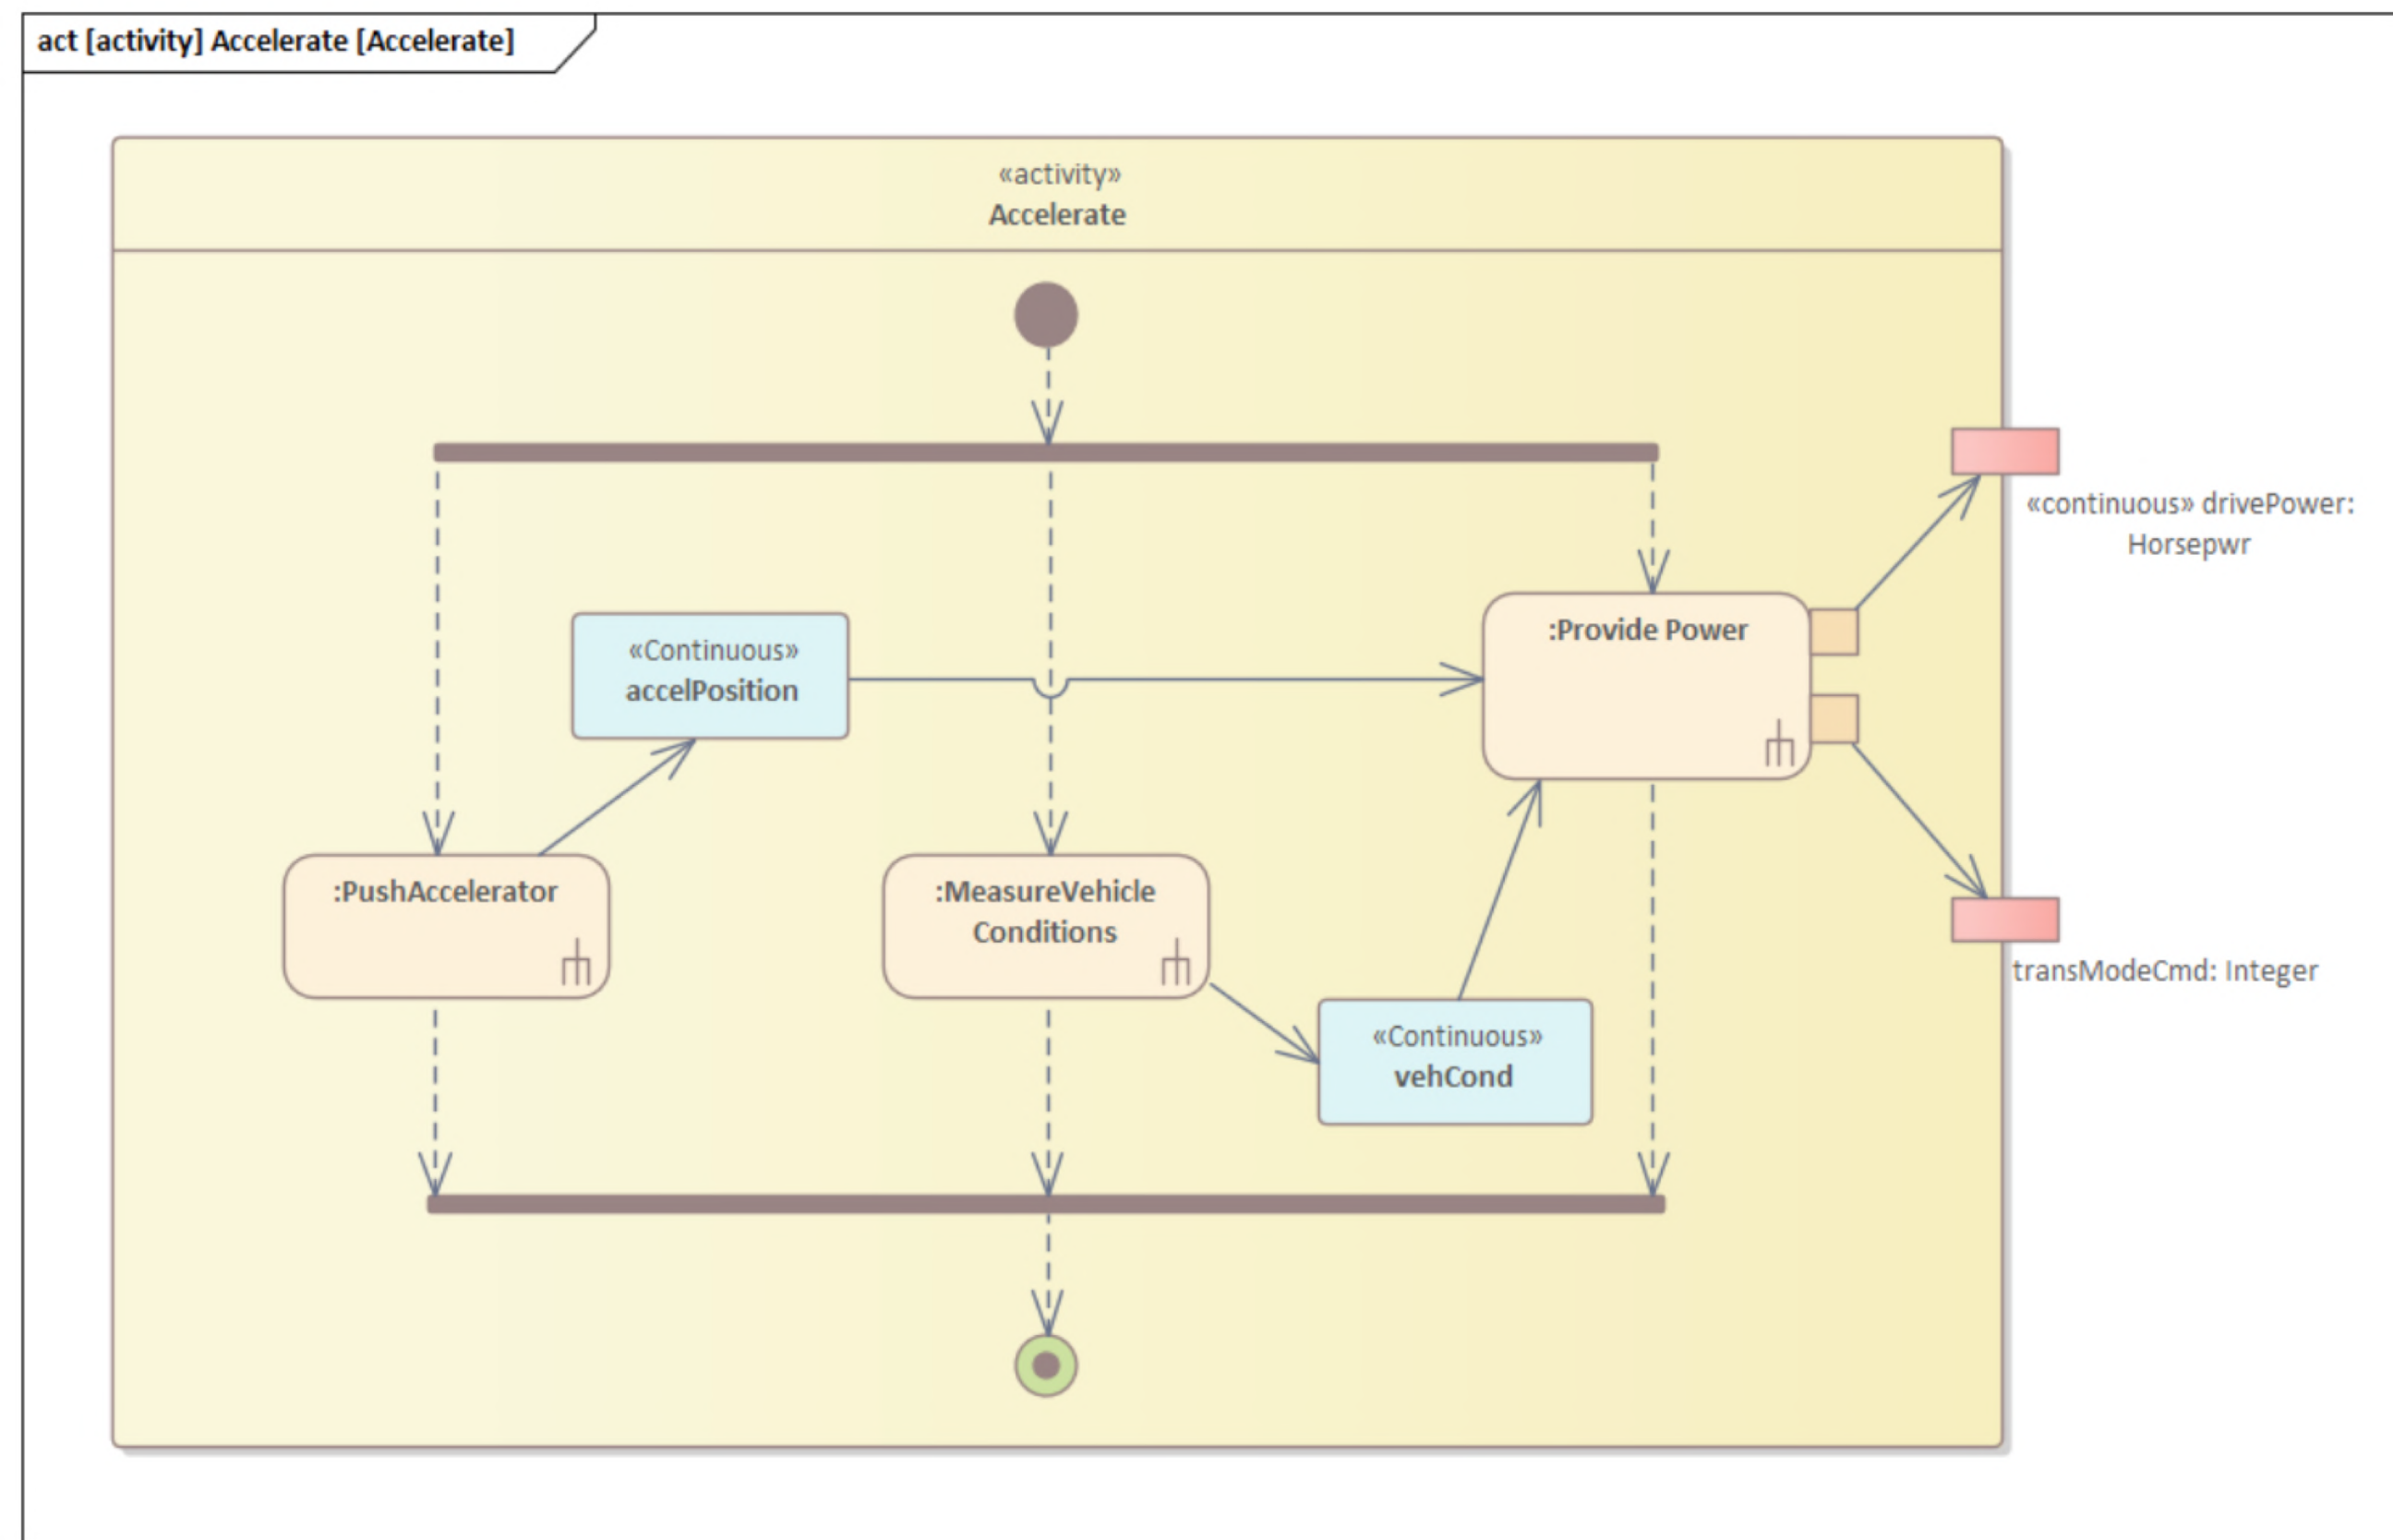 act [activity] Accelerate [Accelerate]
«activity»
Accelerate
«continuous» drivePower:
Horsepwr
:Provide Power
«Continuous»
accelPosition
:PushAccelerator
:MeasureVehicle
Conditions
transModeCmd: Integer
«Continuous»
vehCond